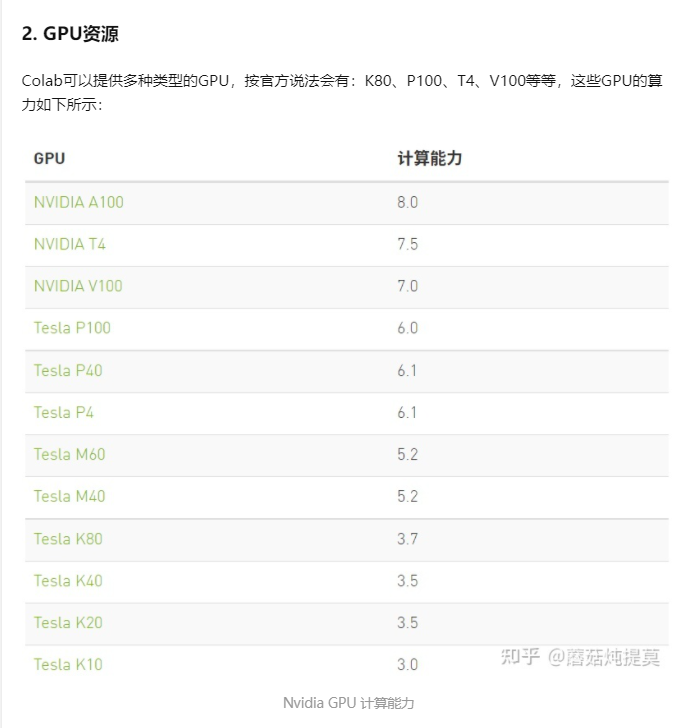 2. GPU资源
Colab可以提供多种类型的GPU，按官方说法会有：K80、P100、T4、V100等等，这些GPU的算
力如下所示：
GPU 计算能力
NVIDIA A100 8.0
NVIDIA T4 7.5
NVIDIA V100 7.0
Tesla P100 6.0
Tesla P40 6.1
Tesla P4 6.1
Tesla M60 5.2
Tesla M40 5.2
Tesla K80 3.7
Tesla K40 3.5
Tesla K20 3.5
Tesla K10 3.0
知乎 @蘑菇炖提莫
Nvidia GPU 计算能力